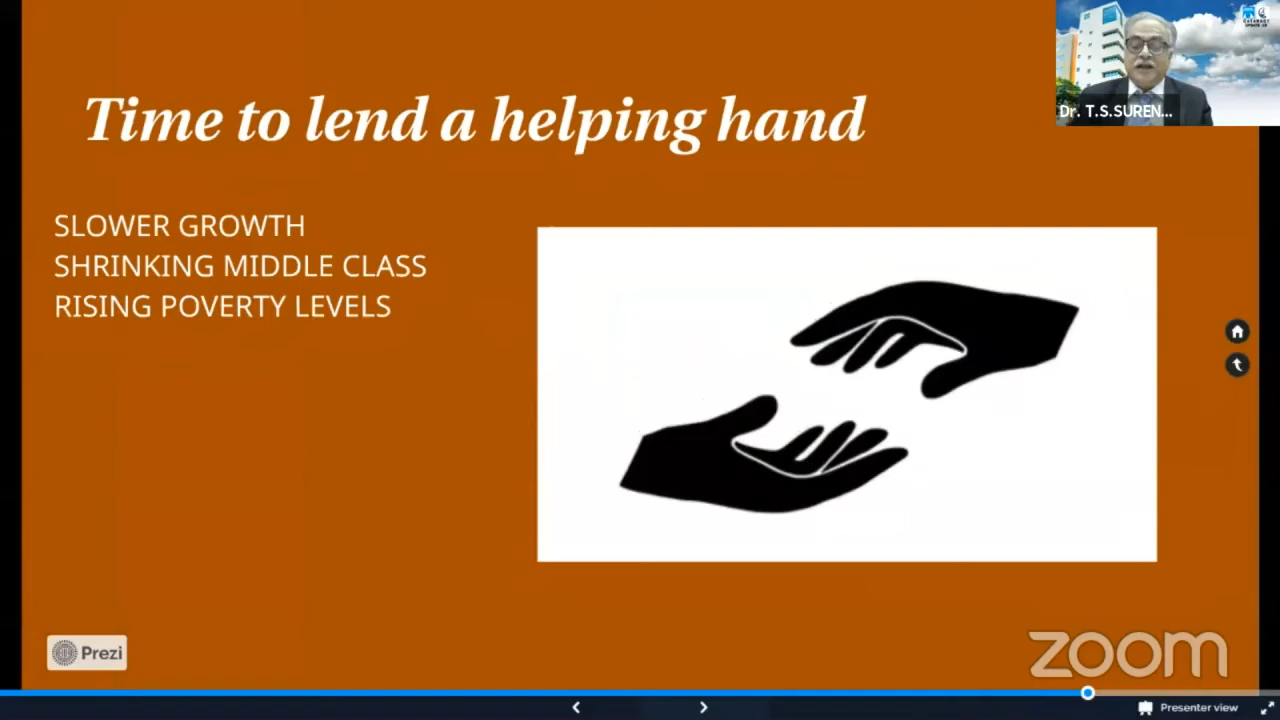 Time to lend a helping hand
SLOWER GROWTH
SHRINKING MIDDLE CLASS
RISING POVERTY LEVELS
Dr. T.S.SUREN...
Prezi
zoom
Presenter view